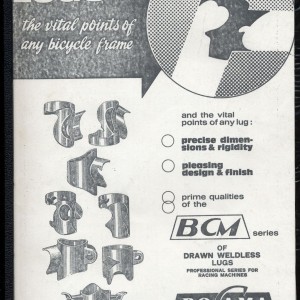 the vital points of
any bicycle frame
and the vital
points of any lug:
precise dimen-
sions & rigidity
pleasing
design & finish
prime qualities
of the
BCM series
OF
DRAWN WELDLESS
LUGS
PROFESSIONAL SERIES FOR
RACING MACHINES